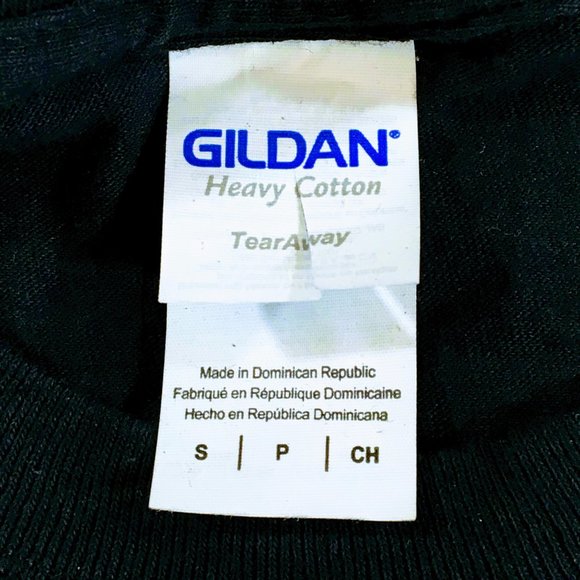 GILDAN®
Heavy Cotton
TearAway
Made in Dominican Republic
Fabriqué en République Dominicaine
Hecho en República Dominicana
S | P | CH